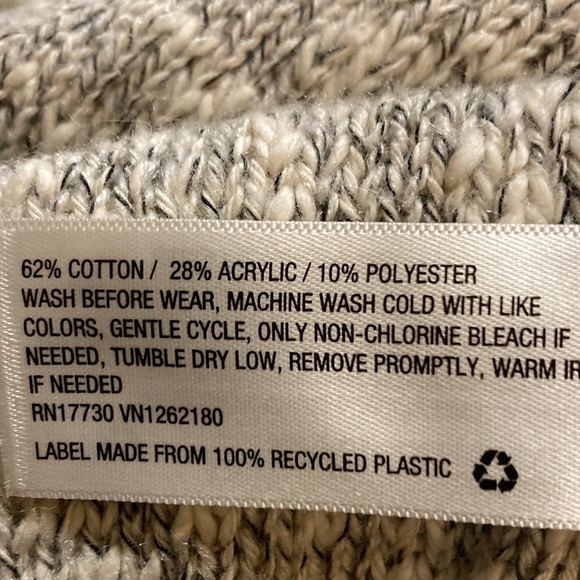 62% COTTON / 28% ACRYLIC / 10% POLYESTER
WASH BEFORE WEAR, MACHINE WASH COLD WITH LIKE
COLORS, GENTLE CYCLE, ONLY NON-CHLORINE BLEACH IF
NEEDED, TUMBLE DRY LOW, REMOVE PROMPTLY, WARM
IF NEEDED
RN17730 VN1262180
LABEL MADE FROM 100% RECYCLED PLASTIC